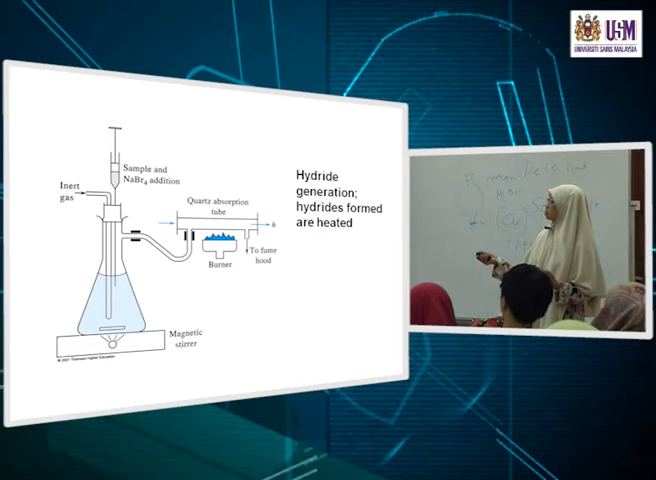 USM
UNIVERSITI SAINS MALAYSIA
Sample and
NaBr4 addition
Inert
gas
Quartz absorption
tube
h
To fume
hood
Burner
Magnetic
stirrer
© 2007 Thomson Higher Education
Hydride
generation;
hydrides formed
are heated